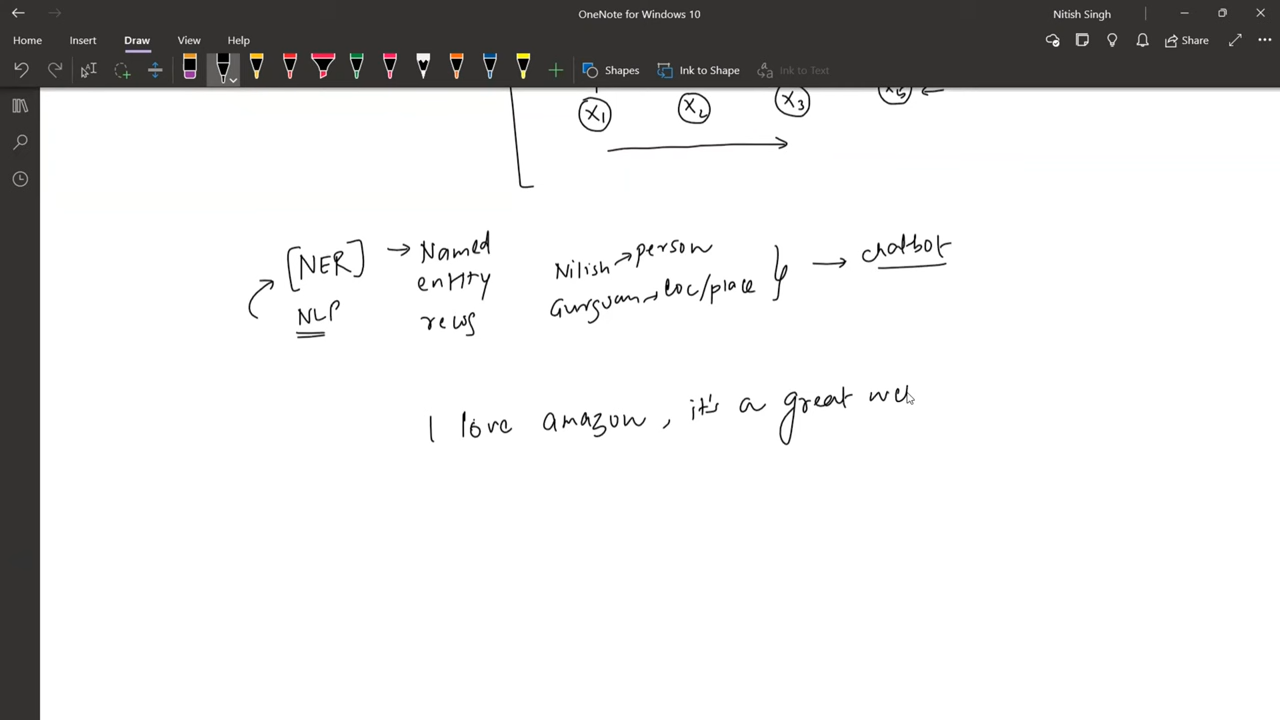 OneNote for Windows 10
Nitish Singh
Home Insert Draw View Help
Share
Shapes Ink to Shape Ink to Text
X1 X2 X3
[NER] → Named entity recog
NLP
Nitish → person
Gurgaon → loc/place
→ chatbot
I love amazon, it's a great we